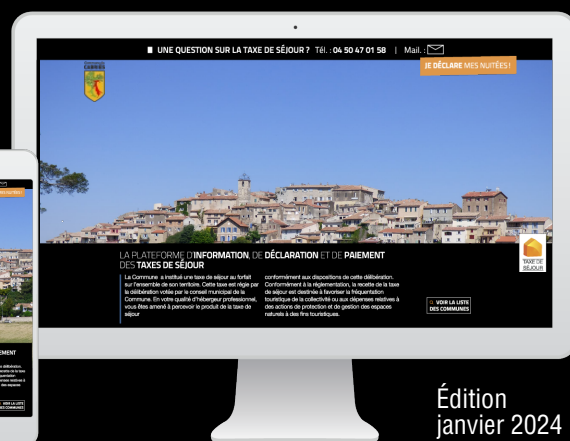 UNE QUESTION SUR LA TAXE DE SÉJOUR ? Tél. : 04 50 47 01 58 | Mail. :
JE DÉCLARE MES NUITÉES !
CABRIÈS
LA PLATEFORME D'INFORMATION, DE DÉCLARATION ET DE PAIEMENT
DES TAXES DE SÉJOUR
La Commune a institué une taxe de séjour au forfait
sur l'ensemble de son territoire. Cette taxe est régie par
la délibération votée par le conseil municipal de la
Commune. En votre qualité d'hébergeur professionnel,
vous êtes amené à percevoir le produit de la taxe de
séjour
conformément aux dispositions de cette délibération.
Conformément à la réglementation, la recette de la taxe
de séjour est destinée à favoriser la fréquentation
touristique de la collectivité ou aux dépenses relatives à
des actions de protection et de gestion des espaces
naturels à des fins touristiques.
TAXE DE
SÉJOUR
VOIR LA LISTE
DES COMMUNES
VOIR LA LISTE
DES COMMUNES
Édition
janvier 2024